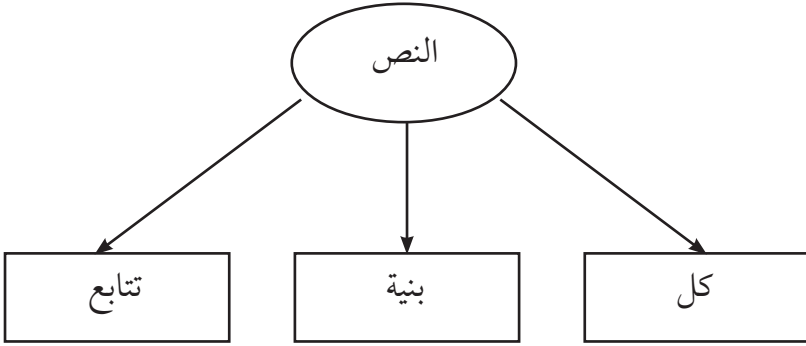 النص
كل
بنية
تتابع